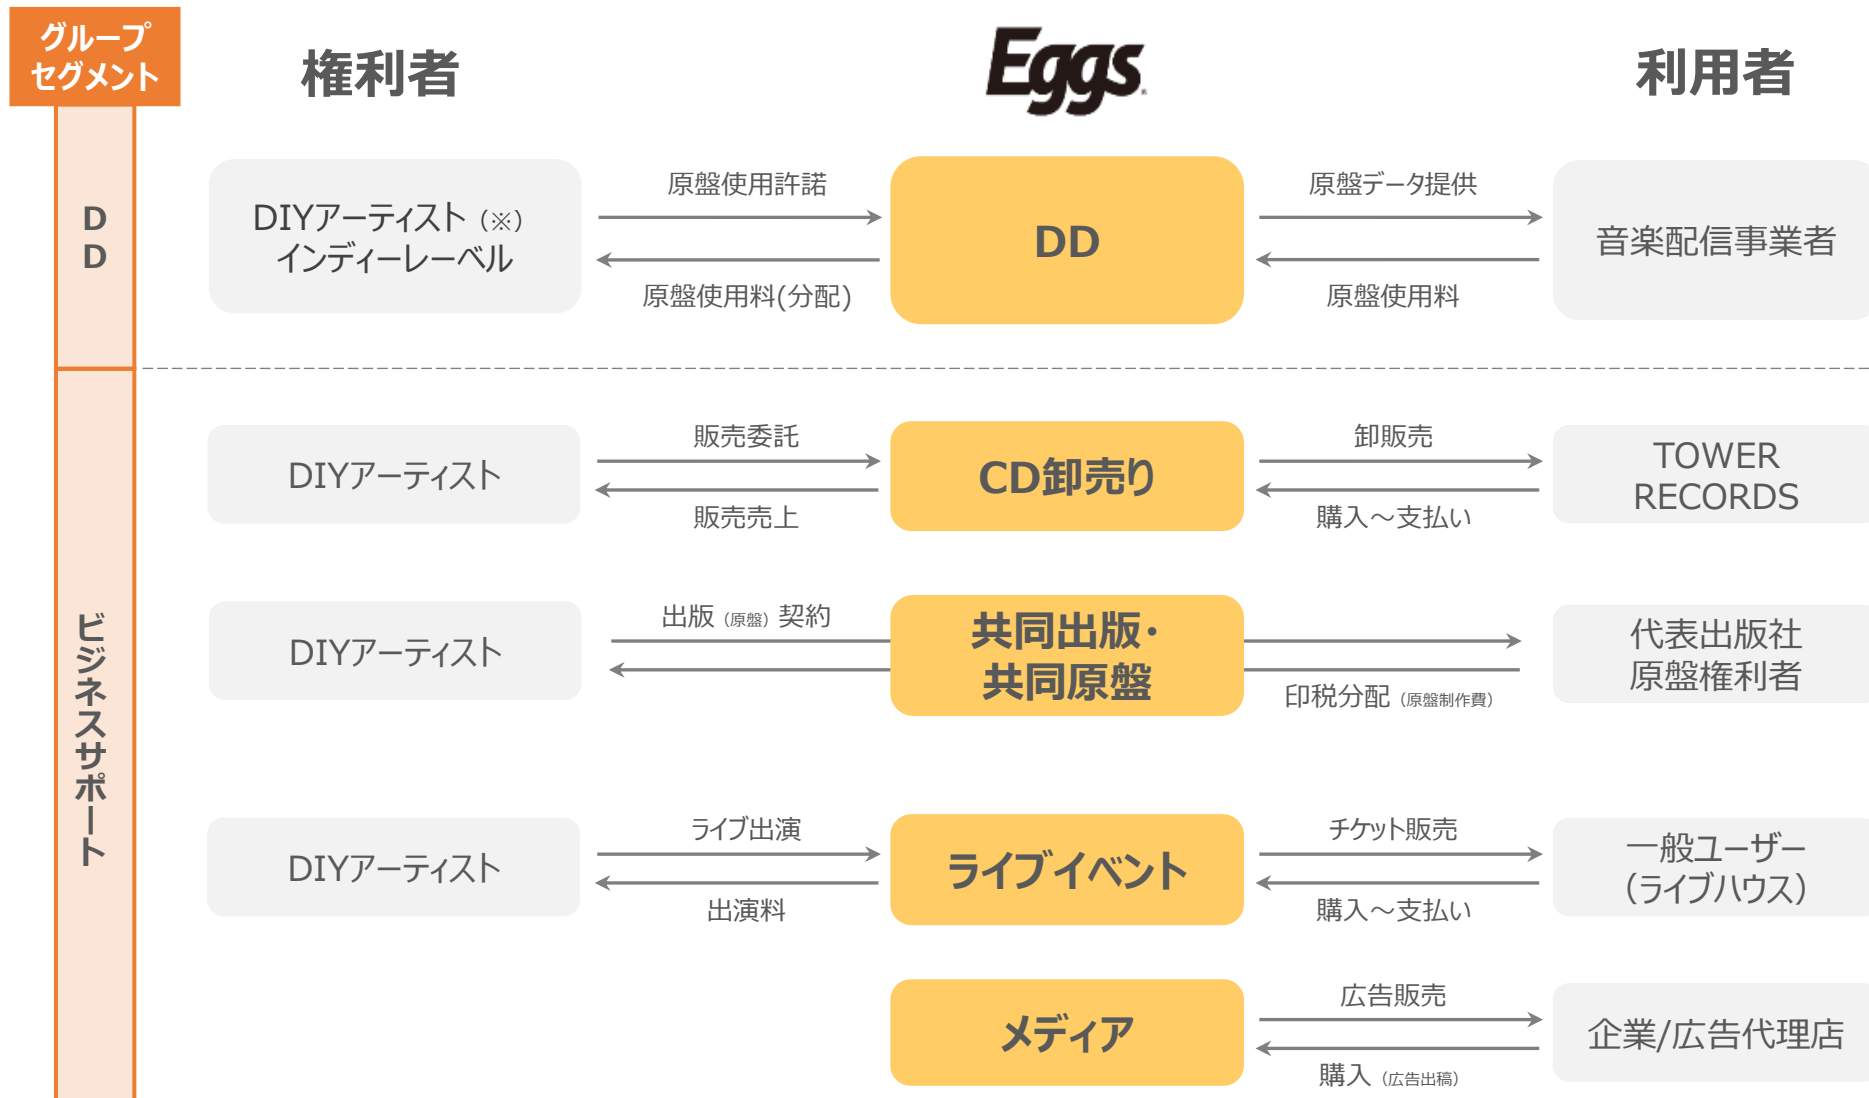 グループ
セグメント
権利者
Eggs
利用者
DD
DIYアーティスト（※）
インディーレーベル
原盤使用許諾
原盤使用料(分配)
DD
原盤データ提供
原盤使用料
音楽配信事業者
ビジネスサポート
DIYアーティスト
販売委託
販売売上
CD卸売り
卸販売
購入～支払い
TOWER
RECORDS
DIYアーティスト
出版（原盤）契約
共同出版・
共同原盤
印税分配（原盤制作費）
代表出版社
原盤権利者
DIYアーティスト
ライブ出演
出演料
ライブイベント
チケット販売
購入～支払い
一般ユーザー
（ライブハウス）
メディア
広告販売
購入（広告出稿）
企業/広告代理店